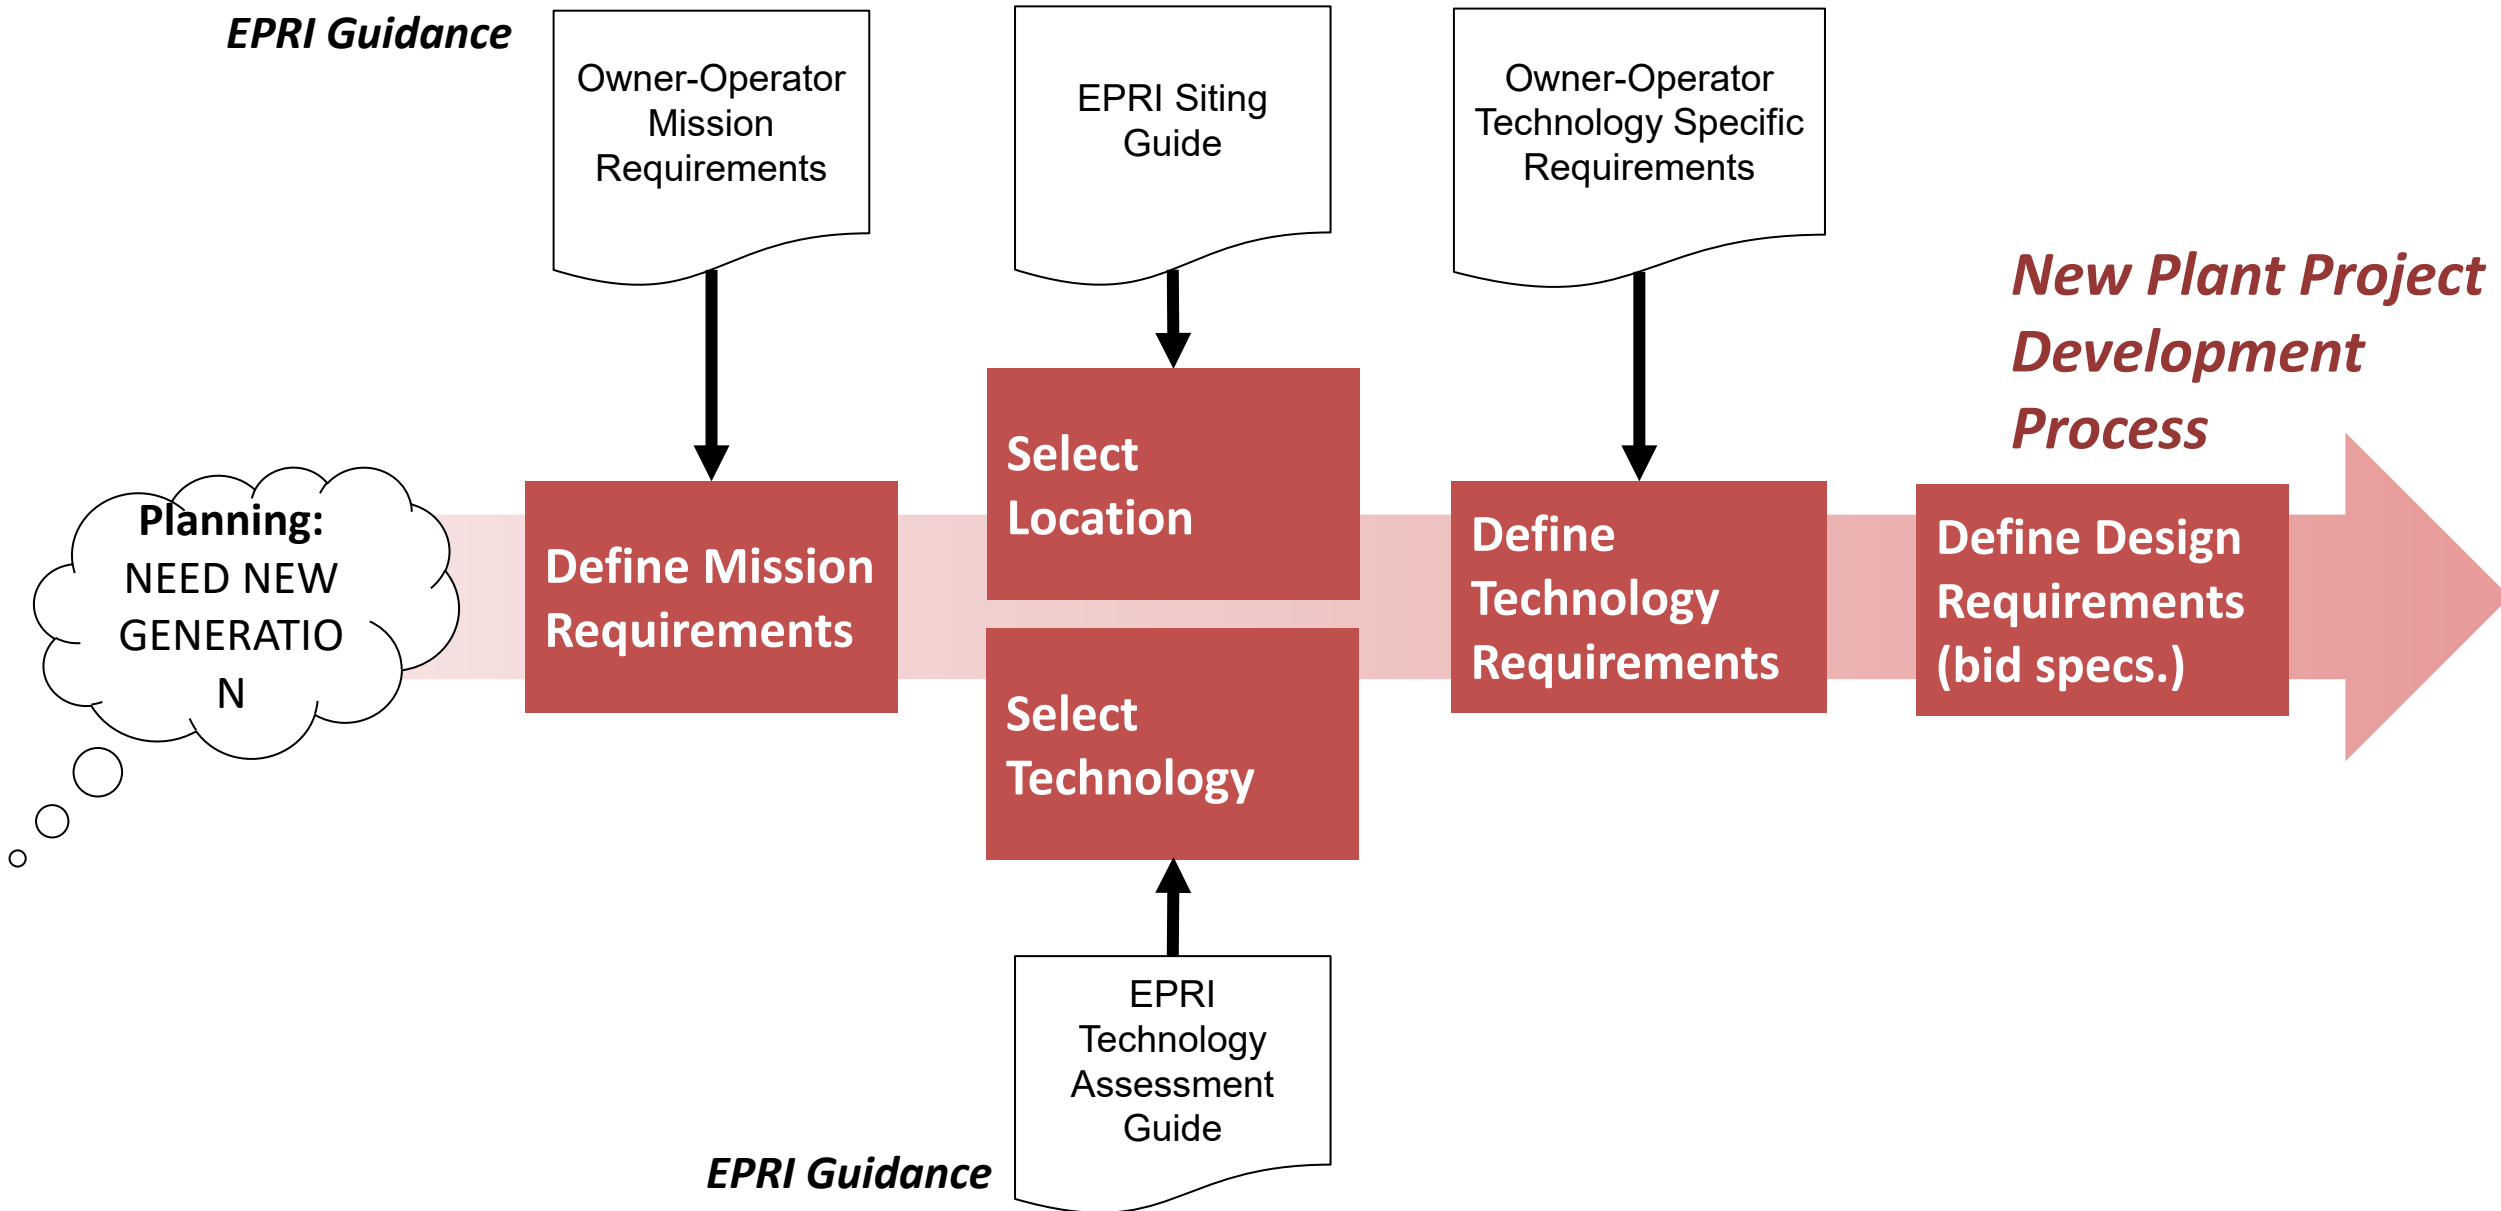 EPRI Guidance
Owner-Operator
Mission
Requirements
EPRI Siting
Guide
Owner-Operator
Technology Specific
Requirements
New Plant Project
Development
Process
Planning:
NEED NEW
GENERATIO
N
Define Mission
Requirements
Select
Location
Select
Technology
Define
Technology
Requirements
Define Design
Requirements
(bid specs.)
EPRI
Technology
Assessment
Guide
EPRI Guidance